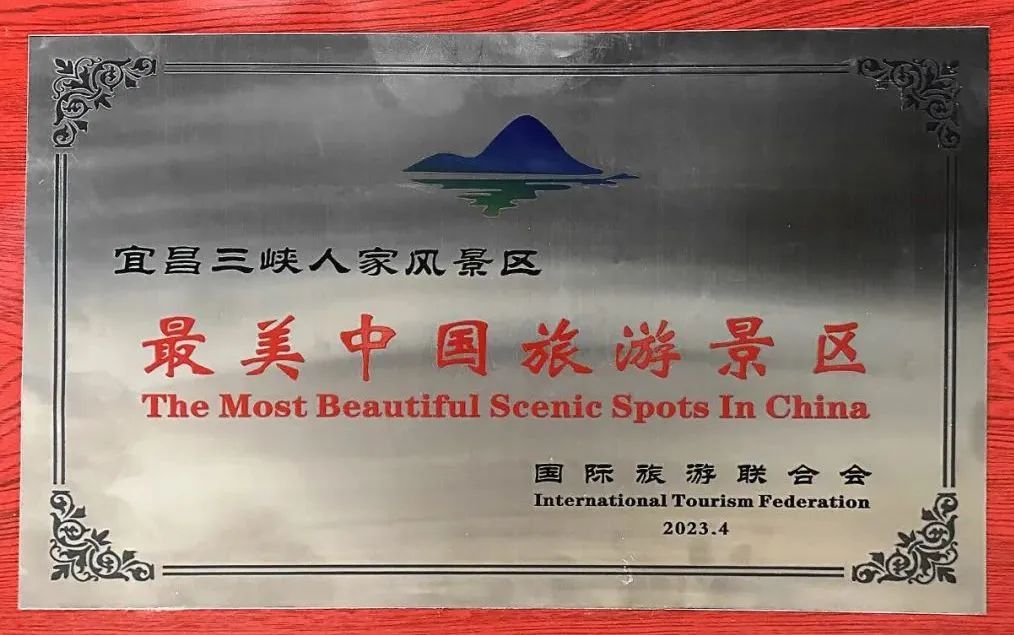 宜昌三峡人家风景区
最美中国旅游景区
The Most Beautiful Scenic Spots In China
国际旅游联合会
International Tourism Federation
2023.4